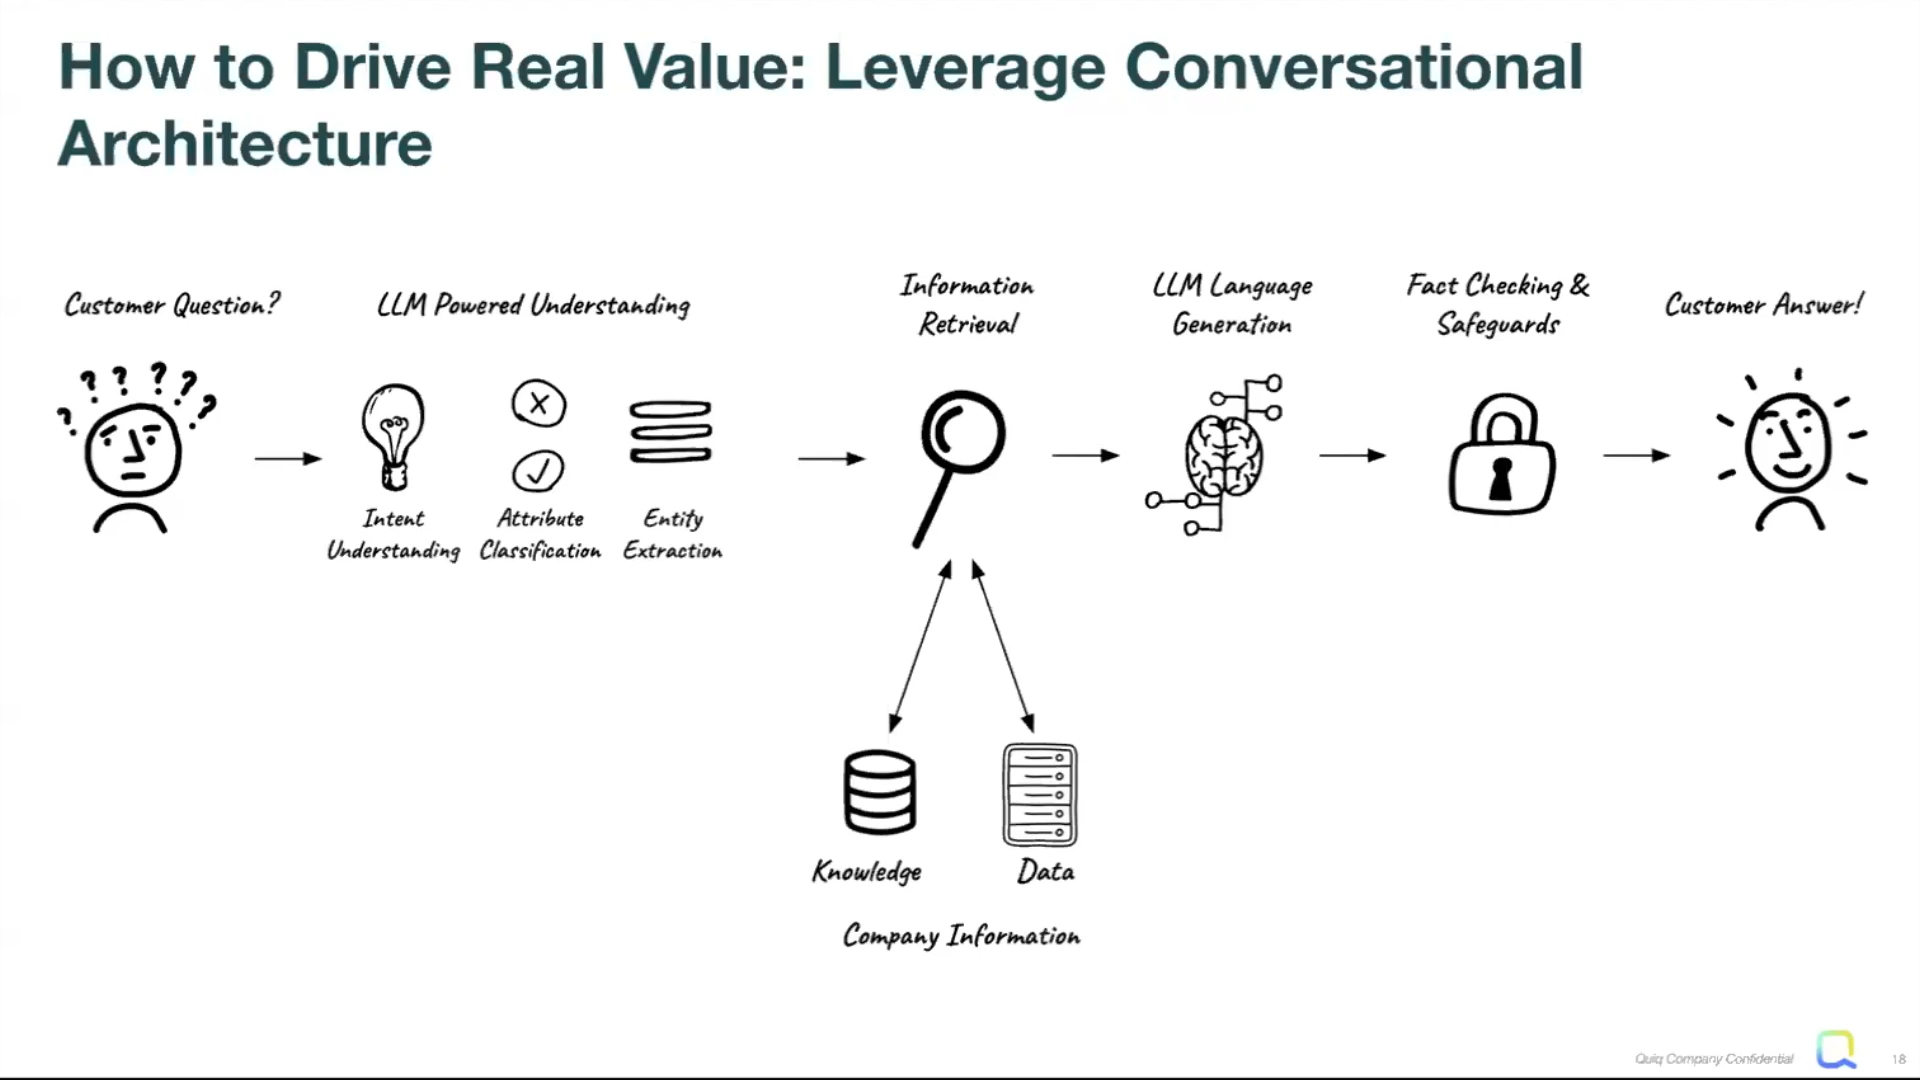 How to Drive Real Value: Leverage Conversational
Architecture
Customer Question?
LLM Powered Understanding
Information
Retrieval
LLM Language
Generation
Fact Checking &
Safeguards
Customer Answer!
? ? ? ? ? ?
Intent
Understanding
Attribute
Classification
Entity
Extraction
Knowledge
Data
Company Information
Quiq Company Confidential
18